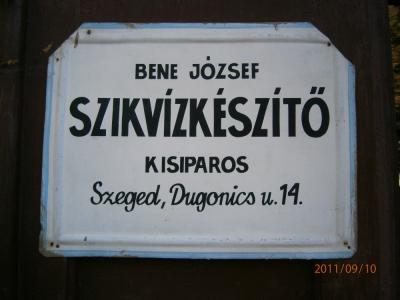 BENE JÓZSEF
SZIKVÍZKÉSZÍTŐ
KISIPAROS
Szeged, Dugonics u. 14.
2011/09/10